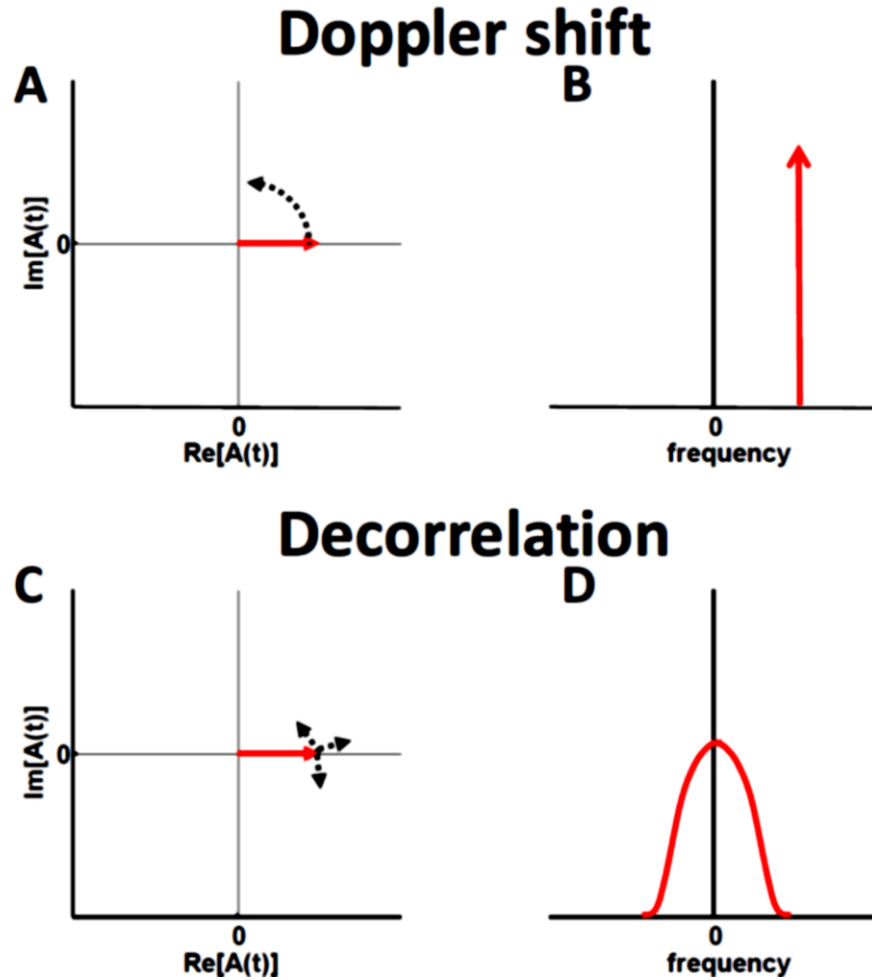 Doppler shift
A
B
Im[A(t)]
0
0
Re[A(t)]
0
frequency
Decorrelation
C
D
Im[A(t)]
0
0
Re[A(t)]
0
frequency